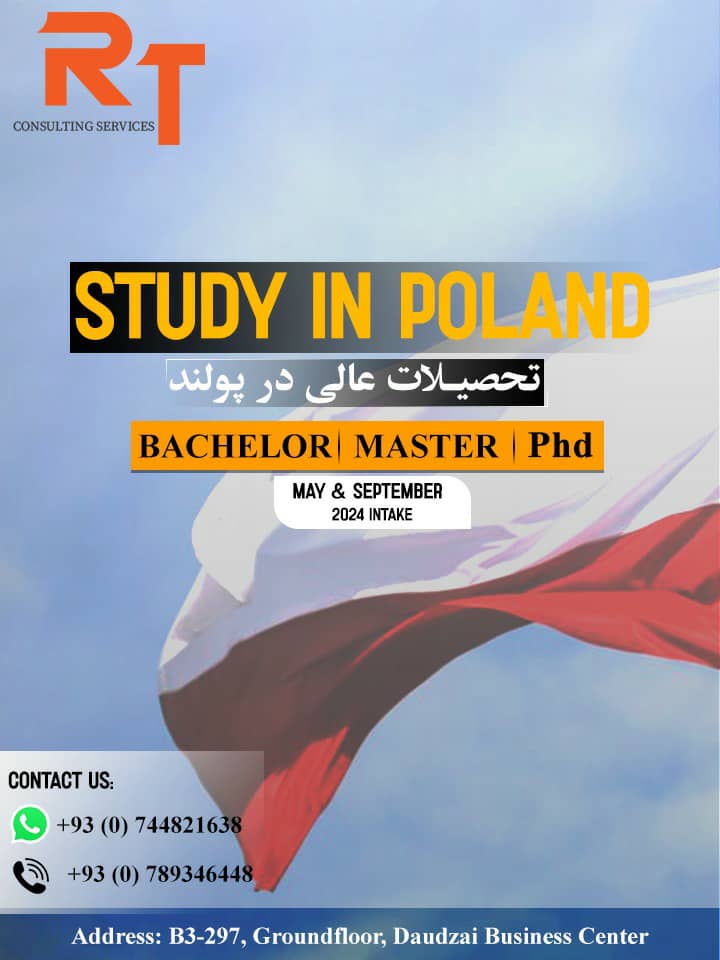 RT
CONSULTING SERVICES
STUDY IN POLAND
تحصیلات عالی در پولند
BACHELOR | MASTER | Phd
MAY & SEPTEMBER
2024 INTAKE
CONTACT US:
+93 (0) 744821638
+93 (0) 789346448
Address: B3-297, Groundfloor, Daudzai Business Center